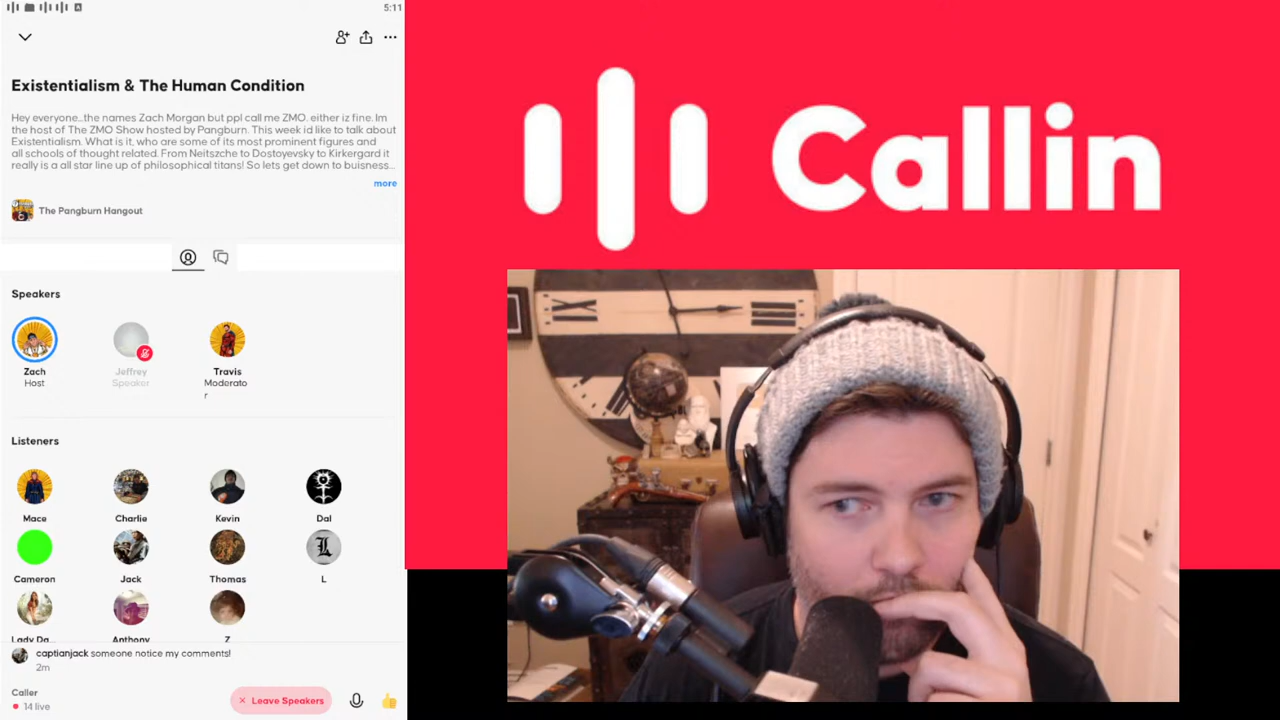 5:11
Existentialism & The Human Condition
Hey everyone...the names Zach Morgan but ppl call me ZMO. either iz fine. Im
the host of The ZMO Show hosted by Pangburn. This week id like to talk about
Existentialism. What is it, who are some of its most prominent figures and
all schools of thought related. From Neitszche to Dostoyevsky to Kirkergard it
really is a all star line up of philosophical titans! So lets get down to buisness...
more
The Pangburn Hangout
Speakers
Zach
Host
Jeffrey
Speaker
Travis
Moderato
r
Listeners
Mace
Charlie
Kevin
Dal
Cameron
Jack
Thomas
L
Lady Da...
Anthony
Z
captianjack someone notice my comments!
2m
Caller
14 live
× Leave Speakers
Callin